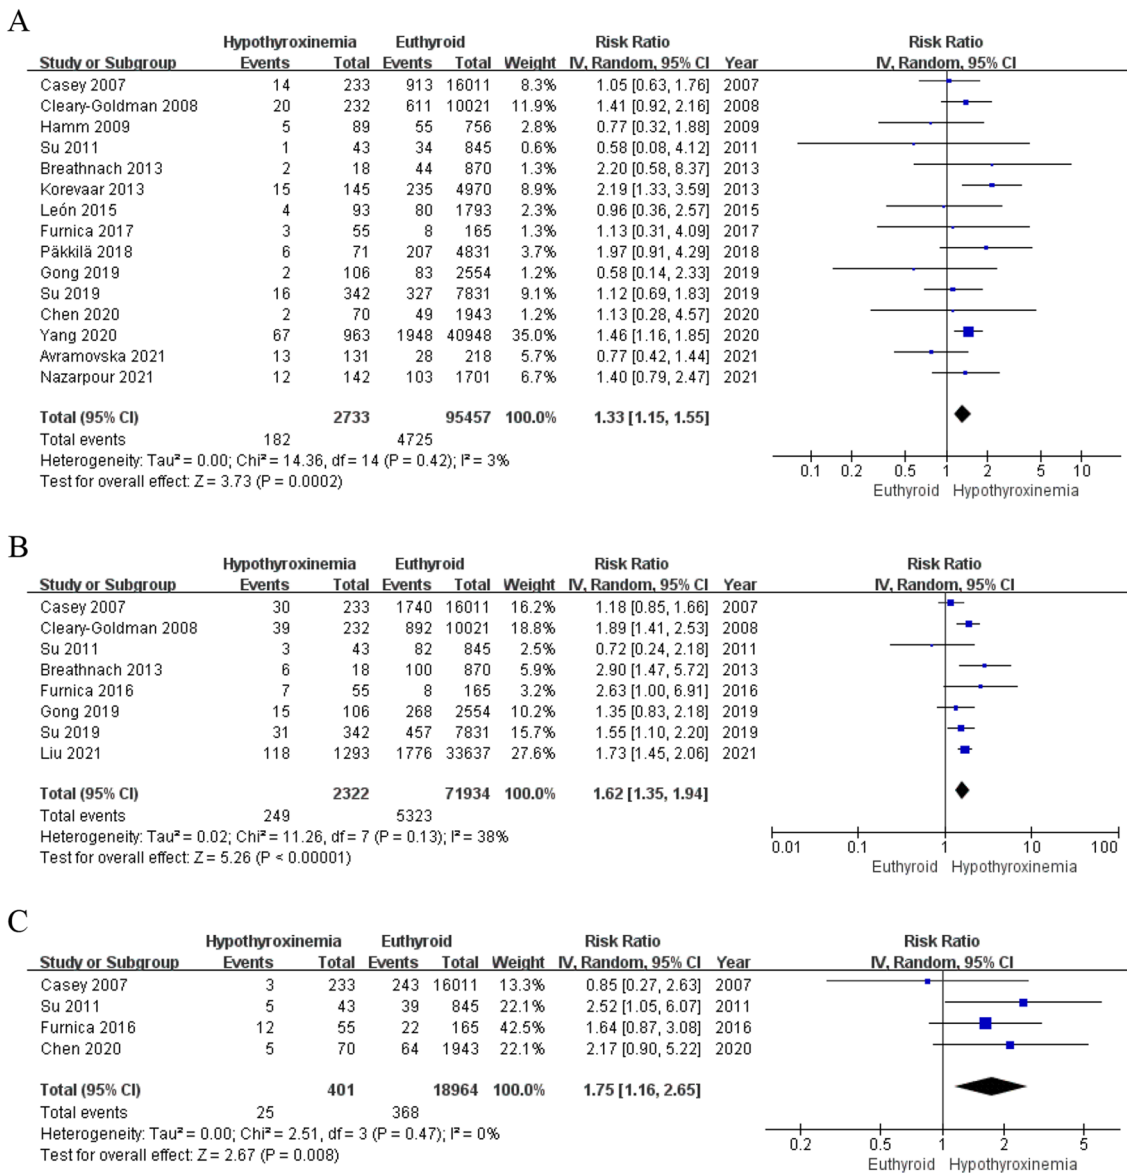 A
Hypothyroxinemia Euthyroid Risk Ratio Risk Ratio
Study or Subgroup Events Total Events Total Weight IV, Random, 95% CI Year IV, Random, 95% CI
Casey 2007 14 233 913 16011 8.3% 1.05 [0.63, 1.76] 2007
Cleary-Goldman 2008 20 232 611 10021 11.9% 1.41 [0.92, 2.16] 2008
Hamm 2009 5 89 55 756 2.8% 0.77 [0.32, 1.88] 2009
Su 2011 1 43 34 845 0.6% 0.58 [0.08, 4.12] 2011
Breathnach 2013 2 18 44 870 1.3% 2.20 [0.58, 8.37] 2013
Korevaar 2013 15 145 235 4970 8.9% 2.19 [1.33, 3.59] 2013
León 2015 4 93 80 1793 2.3% 0.96 [0.36, 2.57] 2015
Furnica 2017 3 55 8 165 1.3% 1.13 [0.31, 4.09] 2017
Päkkilä 2018 6 71 207 4831 3.7% 1.97 [0.91, 4.29] 2018
Gong 2019 2 106 83 2554 1.2% 0.58 [0.14, 2.33] 2019
Su 2019 16 342 327 7831 9.1% 1.12 [0.69, 1.83] 2019
Chen 2020 2 70 49 1943 1.2% 1.13 [0.28, 4.57] 2020
Yang 2020 67 963 1948 40948 35.0% 1.46 [1.16, 1.85] 2020
Avramovska 2021 13 131 28 218 5.7% 0.77 [0.42, 1.44] 2021
Nazarpour 2021 12 142 103 1701 6.7% 1.40 [0.79, 2.47] 2021
Total (95% CI) 2733 95457 100.0% 1.33 [1.15, 1.55]
Total events 182 4725
Heterogeneity: Tau² = 0.00; Chi² = 14.36, df = 14 (P = 0.42); I² = 3%
Test for overall effect: Z = 3.73 (P = 0.0002)
0.1 0.2 0.5 1 2 5 10
Euthyroid Hypothyroxinemia
B
Hypothyroxinemia Euthyroid Risk Ratio Risk Ratio
Study or Subgroup Events Total Events Total Weight IV, Random, 95% CI Year IV, Random, 95% CI
Casey 2007 30 233 1740 16011 16.2% 1.18 [0.85, 1.66] 2007
Cleary-Goldman 2008 39 232 892 10021 18.8% 1.89 [1.41, 2.53] 2008
Su 2011 3 43 82 845 2.5% 0.72 [0.24, 2.18] 2011
Breathnach 2013 6 18 100 870 5.9% 2.90 [1.47, 5.72] 2013
Furnica 2016 7 55 8 165 3.2% 2.63 [1.00, 6.91] 2016
Gong 2019 15 106 268 2554 10.2% 1.35 [0.83, 2.18] 2019
Su 2019 31 342 457 7831 15.7% 1.55 [1.10, 2.20] 2019
Liu 2021 118 1293 1776 33637 27.6% 1.73 [1.45, 2.06] 2021
Total (95% CI) 2322 71934 100.0% 1.62 [1.35, 1.94]
Total events 249 5323
Heterogeneity: Tau² = 0.02; Chi² = 11.26, df = 7 (P = 0.13); I² = 38%
Test for overall effect: Z = 5.26 (P < 0.00001)
0.01 0.1 1 10 100
Euthyroid Hypothyroxinemia
C
Hypothyroxinemia Euthyroid Risk Ratio Risk Ratio
Study or Subgroup Events Total Events Total Weight IV, Random, 95% CI Year IV, Random, 95% CI
Casey 2007 3 233 243 16011 13.3% 0.85 [0.27, 2.63] 2007
Su 2011 5 43 39 845 22.1% 2.52 [1.05, 6.07] 2011
Furnica 2016 12 55 22 165 42.5% 1.64 [0.87, 3.08] 2016
Chen 2020 5 70 64 1943 22.1% 2.17 [0.90, 5.22] 2020
Total (95% CI) 401 18964 100.0% 1.75 [1.16, 2.65]
Total events 25 368
Heterogeneity: Tau² = 0.00; Chi² = 2.51, df = 3 (P = 0.47); I² = 0%
Test for overall effect: Z = 2.67 (P = 0.008)
0.2 0.5 1 2 5
Euthyroid Hypothyroxinemia